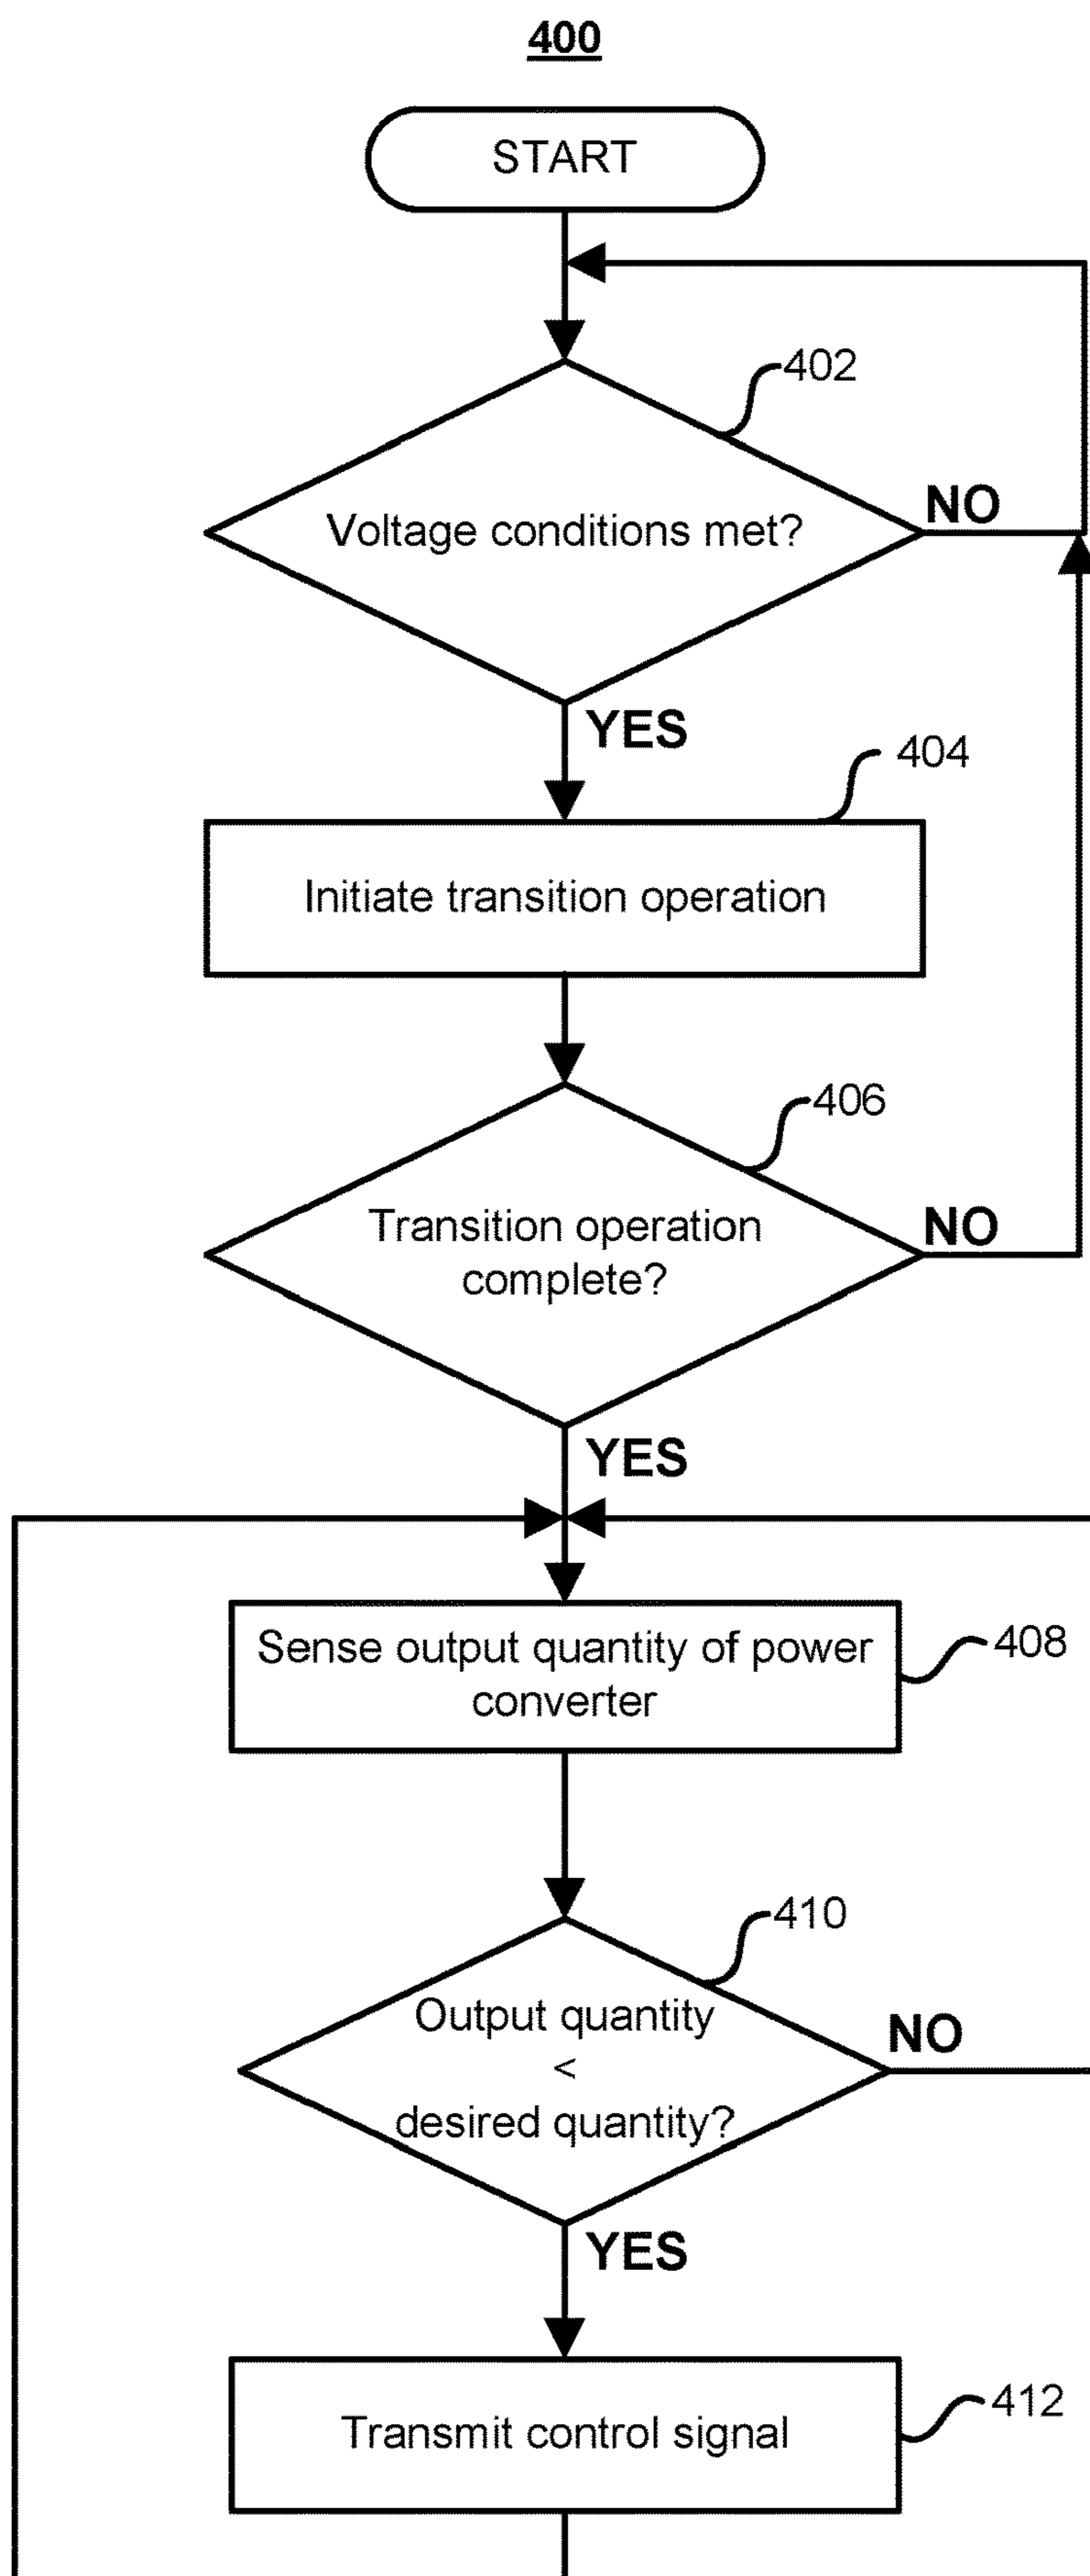 400
START
402
Voltage conditions met?
NO
YES
404
Initiate transition operation
406
Transition operation
complete?
NO
YES
Sense output quantity of power
converter
408
410
Output quantity
<
desired quantity?
NO
YES
412
Transmit control signal